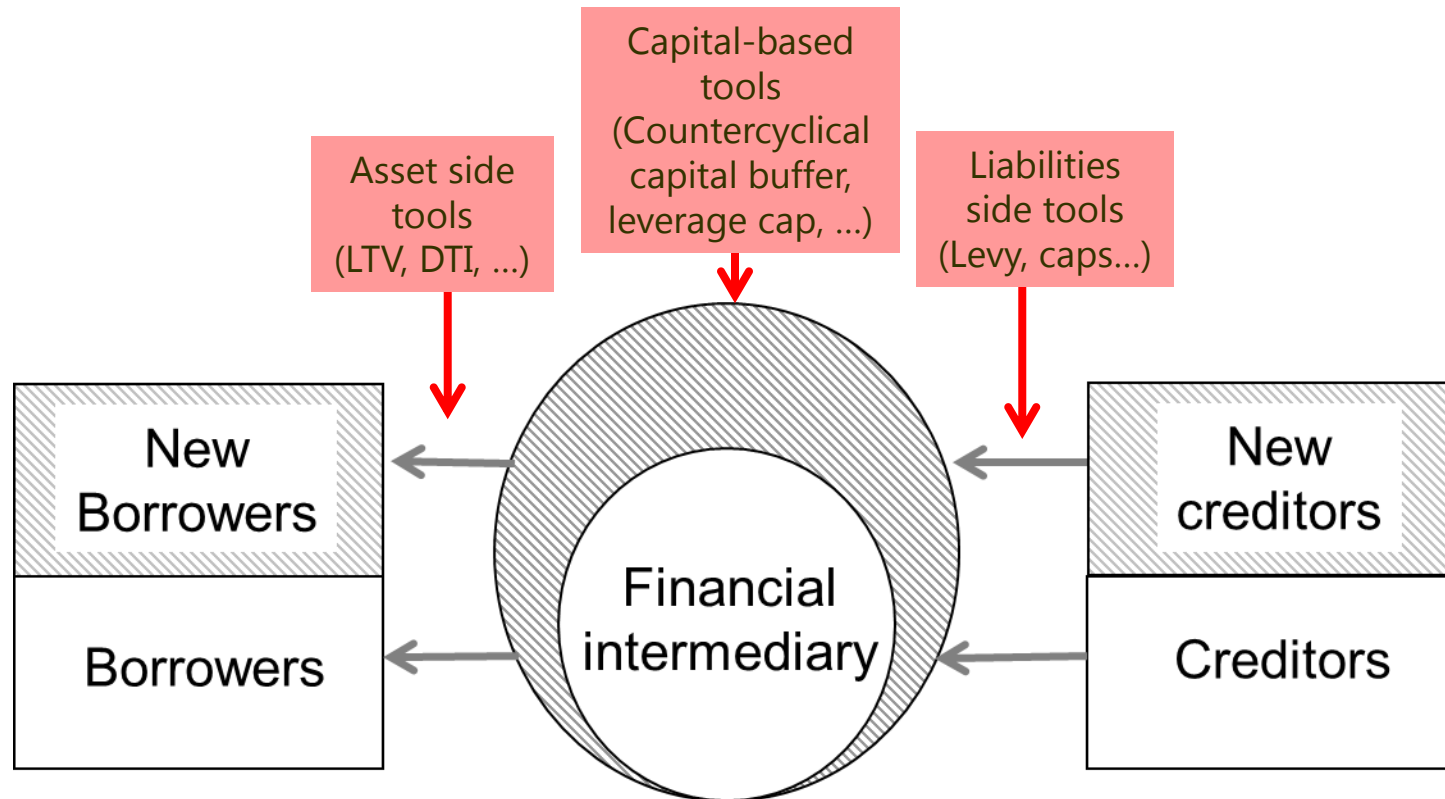 Capital-based
tools
(Countercyclical
capital buffer,
leverage cap, ...)
Asset side
tools
(LTV, DTI, ...)
Liabilities
side tools
(Levy, caps...)
New
Borrowers
Borrowers
Financial
intermediary
New
creditors
Creditors